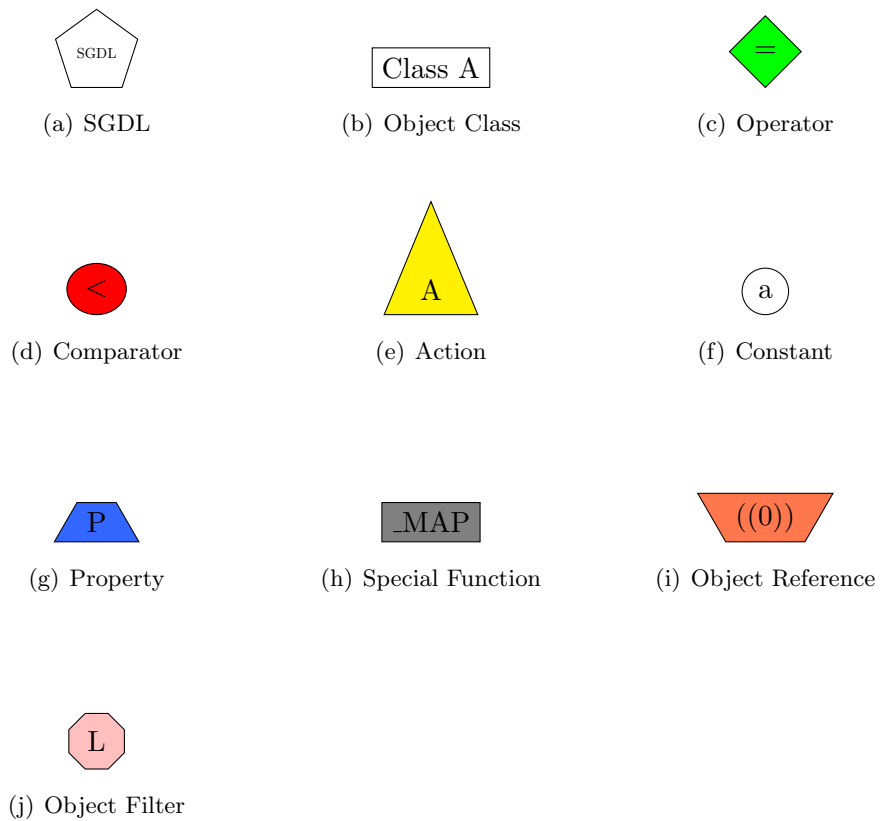 SGDL
(a) SGDL
Class A
(b) Object Class
=
(c) Operator
<
(d) Comparator
A
(e) Action
a
(f) Constant
P
(g) Property
_MAP
(h) Special Function
((0))
(i) Object Reference
L
(j) Object Filter